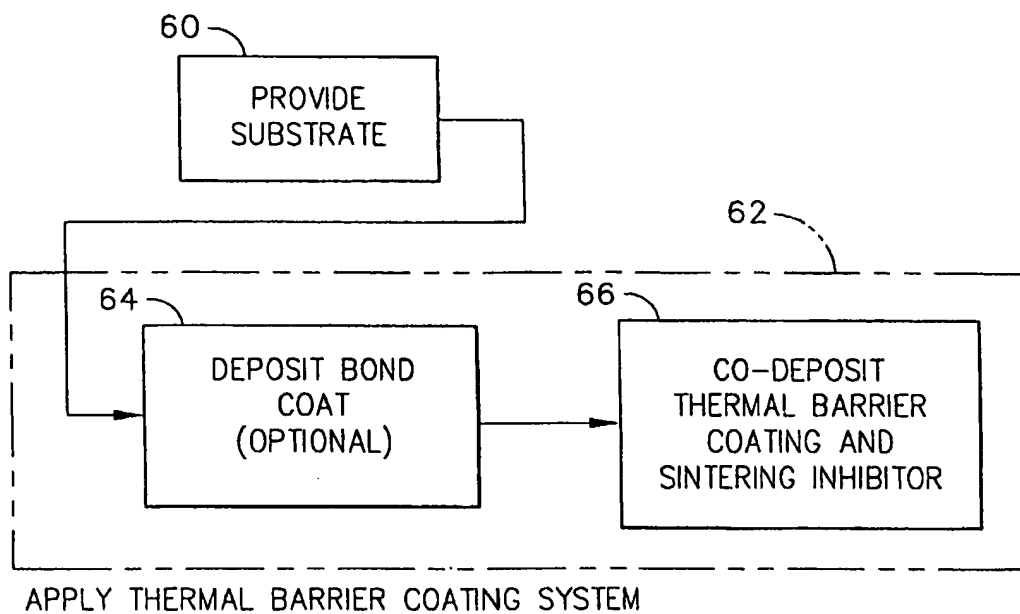 60
PROVIDE
SUBSTRATE
62
64
DEPOSIT BOND
COAT
(OPTIONAL)
66
CO-DEPOSIT
THERMAL BARRIER
COATING AND
SINTERING INHIBITOR
APPLY THERMAL BARRIER COATING SYSTEM